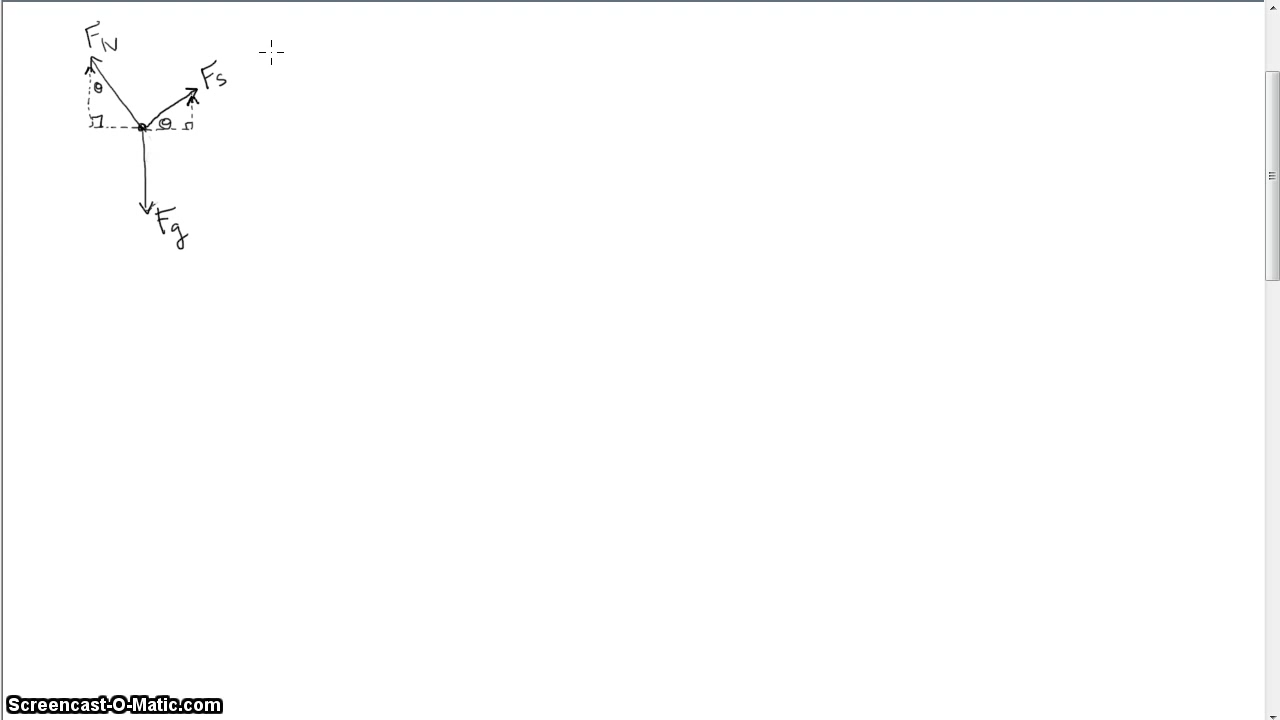 F_N
F_s
θ
θ
F_g
Screencast-O-Matic.com